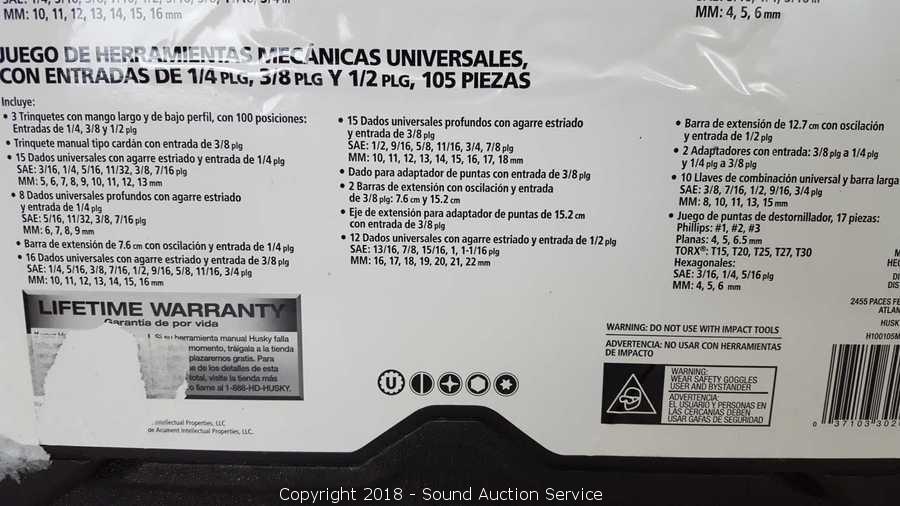 MM: 10, 11, 12, 13, 14, 15, 16 mm
MM: 4, 5, 6 mm
JUEGO DE HERRAMIENTAS MECÁNICAS UNIVERSALES,
CON ENTRADAS DE 1/4 PLG, 3/8 PLG Y 1/2 PLG, 105 PIEZAS
Incluye:
• 3 Trinquetes con mango largo y de bajo perfil, con 100 posiciones:
Entradas de 1/4, 3/8 y 1/2 plg
• Trinquete manual tipo cardán con entrada de 3/8 plg
• 15 Dados universales con agarre estriado y entrada de 1/4 plg
SAE: 3/16, 1/4, 5/16, 11/32, 3/8, 7/16 plg
MM: 5, 6, 7, 8, 9, 10, 11, 12, 13 mm
• 8 Dados universales profundos con agarre estriado
y entrada de 1/4 plg
SAE: 5/16, 11/32, 3/8, 7/16 plg
MM: 6, 7, 8, 9 mm
• Barra de extensión de 7.6 cm con oscilación y entrada de 1/4 plg
• 16 Dados universales con agarre estriado y entrada de 3/8 plg
SAE: 1/4, 5/16, 3/8, 7/16, 1/2, 9/16, 5/8, 11/16, 3/4 plg
MM: 10, 11, 12, 13, 14, 15, 16 mm
• 15 Dados universales profundos con agarre estriado
y entrada de 3/8 plg
SAE: 1/2, 9/16, 5/8, 11/16, 3/4, 7/8 plg
MM: 10, 11, 12, 13, 14, 15, 16, 17, 18 mm
• Dado para adaptador de puntas con entrada de 3/8 plg
• 2 Barras de extensión con oscilación y entrada
de 3/8 plg: 7.6 y 15.2 cm
• Eje de extensión para adaptador de puntas de 15.2 cm
con entrada de 3/8 plg
• 12 Dados universales con agarre estriado y entrada de 1/2 plg
SAE: 13/16, 7/8, 15/16, 1, 1-1/16 plg
MM: 16, 17, 18, 19, 20, 21, 22 mm
• Barra de extensión de 12.7 cm con oscilación
y entrada de 1/2 plg
• 2 Adaptadores con entrada: 3/8 plg a 1/4 plg
y 1/4 plg a 3/8 plg
• 10 Llaves de combinación universal y barra larga
SAE: 3/8, 7/16, 1/2, 9/16, 3/4 plg
MM: 8, 10, 11, 13, 15 mm
• Juego de puntas de destornillador, 17 piezas:
Phillips: #1, #2, #3
Planas: 4, 5, 6.5 mm
TORX®: T15, T20, T25, T27, T30
Hexagonales:
SAE: 3/16, 1/4, 5/16 plg
MM: 4, 5, 6 mm
LIFETIME WARRANTY
Garantía de por vida
Si su herramienta manual Husky falla
momento, tráigala a la tienda
plazaremos gratis. Para
de los detalles de esta
total, visite la tienda más
o llame al 1-888-HD-HUSKY.
Intellectual Properties, LLC
de Acament Intellectual Properties, LLC.
WARNING: DO NOT USE WITH IMPACT TOOLS
ADVERTENCIA: NO USAR CON HERRAMIENTAS
DE IMPACTO
WARNING:
WEAR SAFETY GOGGLES
USER AND BYSTANDER
ADVERTENCIA:
EL USUARIO Y PERSONAS EN
LAS CERCANÍAS DEBEN
USAR GAFAS DE SEGURIDAD
2455 PACES FE
ATLAN
HUSK
H100105M
0 37103 302
Copyright 2018 - Sound Auction Service